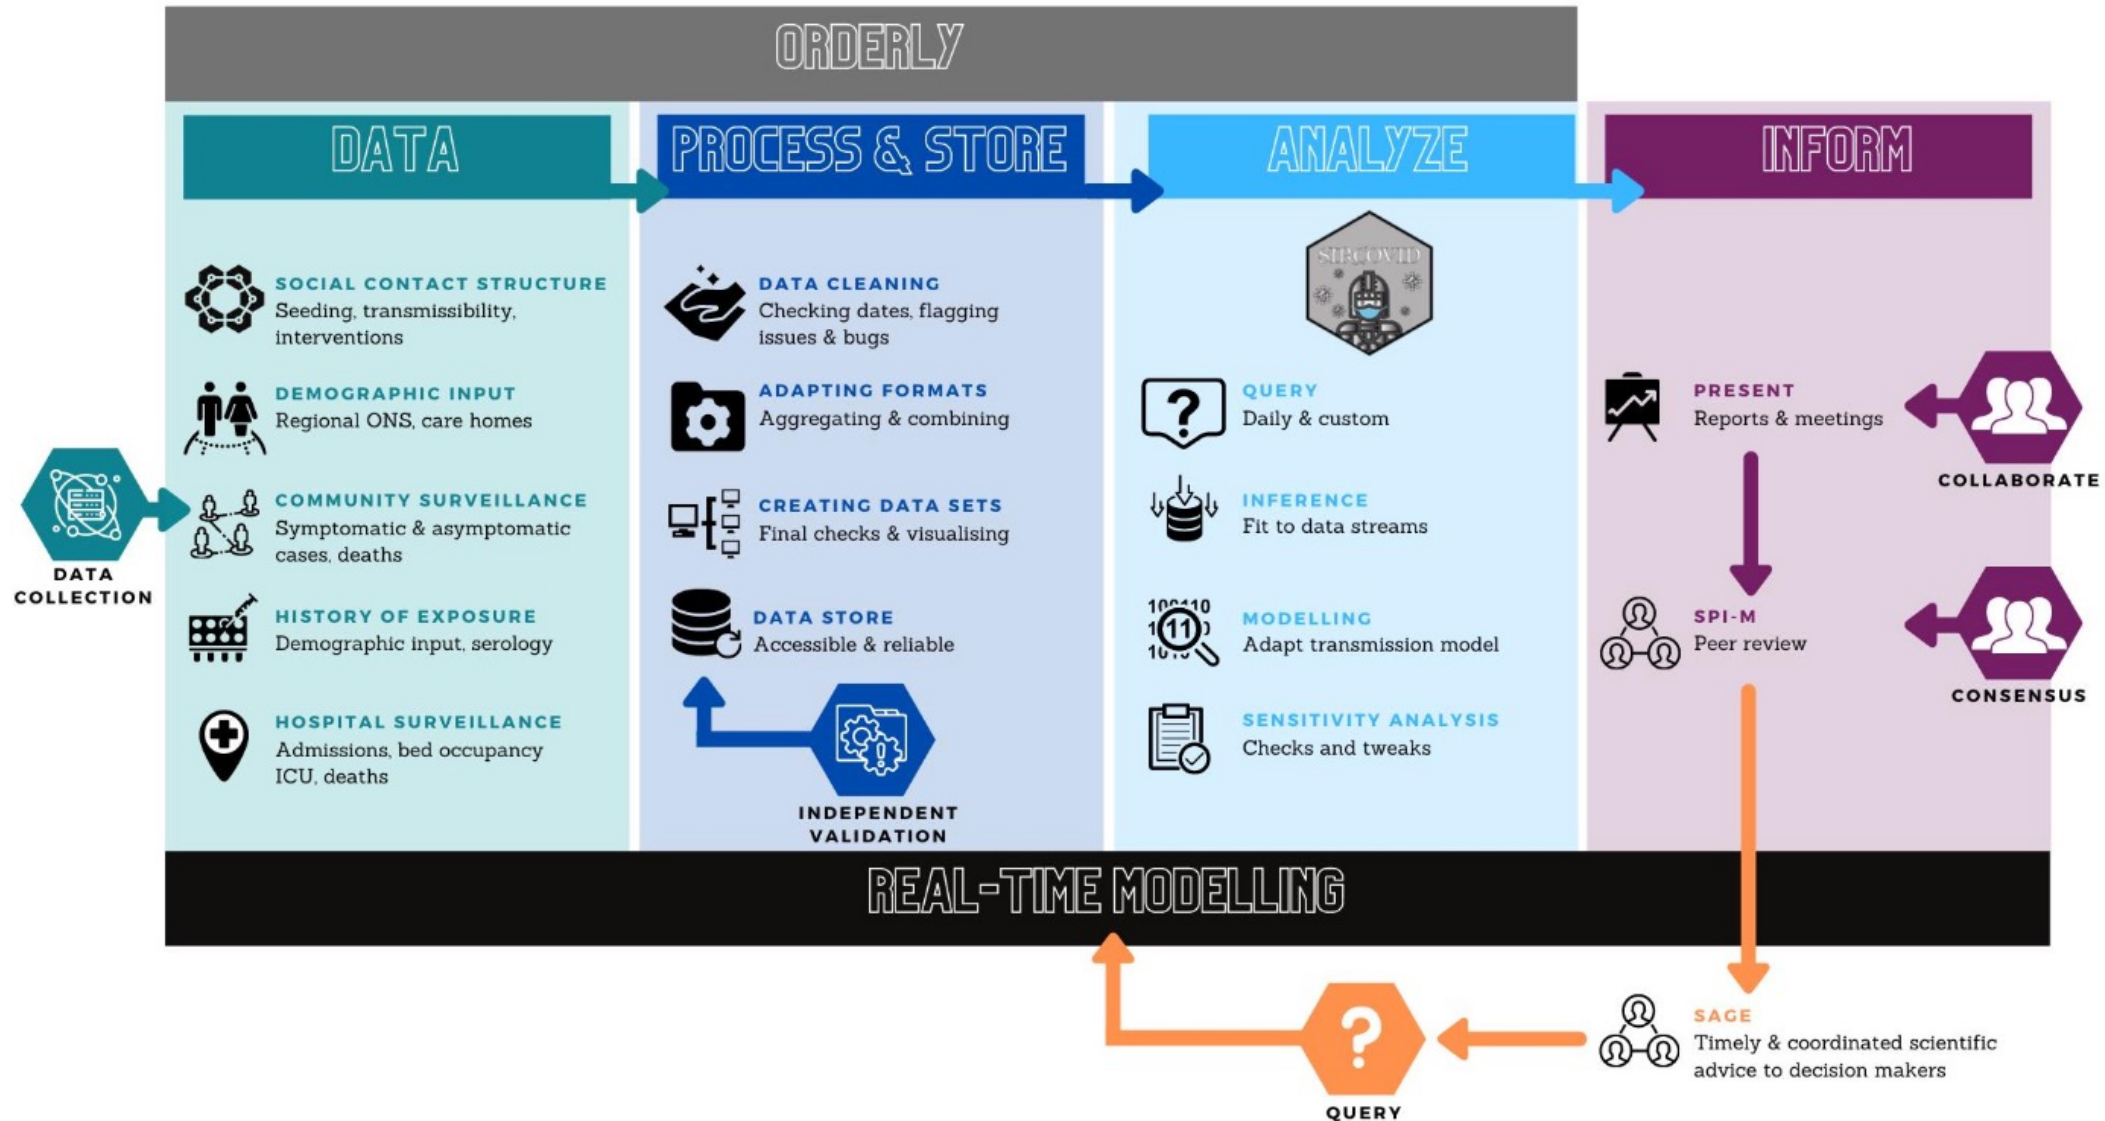 ORDERLY
DATA
PROCESS & STORE
ANALYZE
INFORM
SOCIAL CONTACT STRUCTURE
Seeding, transmissibility,
interventions
DEMOGRAPHIC INPUT
Regional ONS, care homes
COMMUNITY SURVEILLANCE
Symptomatic & asymptomatic
cases, deaths
HISTORY OF EXPOSURE
Demographic input, serology
HOSPITAL SURVEILLANCE
Admissions, bed occupancy
ICU, deaths
DATA
COLLECTION
DATA CLEANING
Checking dates, flagging
issues & bugs
ADAPTING FORMATS
Aggregating & combining
CREATING DATA SETS
Final checks & visualising
DATA STORE
Accessible & reliable
INDEPENDENT
VALIDATION
SIRCOVID
?
QUERY
Daily & custom
INFERENCE
Fit to data streams
11
MODELLING
Adapt transmission model
SENSITIVITY ANALYSIS
Checks and tweaks
PRESENT
Reports & meetings
COLLABORATE
SPI-M
Peer review
CONSENSUS
REAL-TIME MODELLING
SAGE
Timely & coordinated scientific
advice to decision makers
?
QUERY